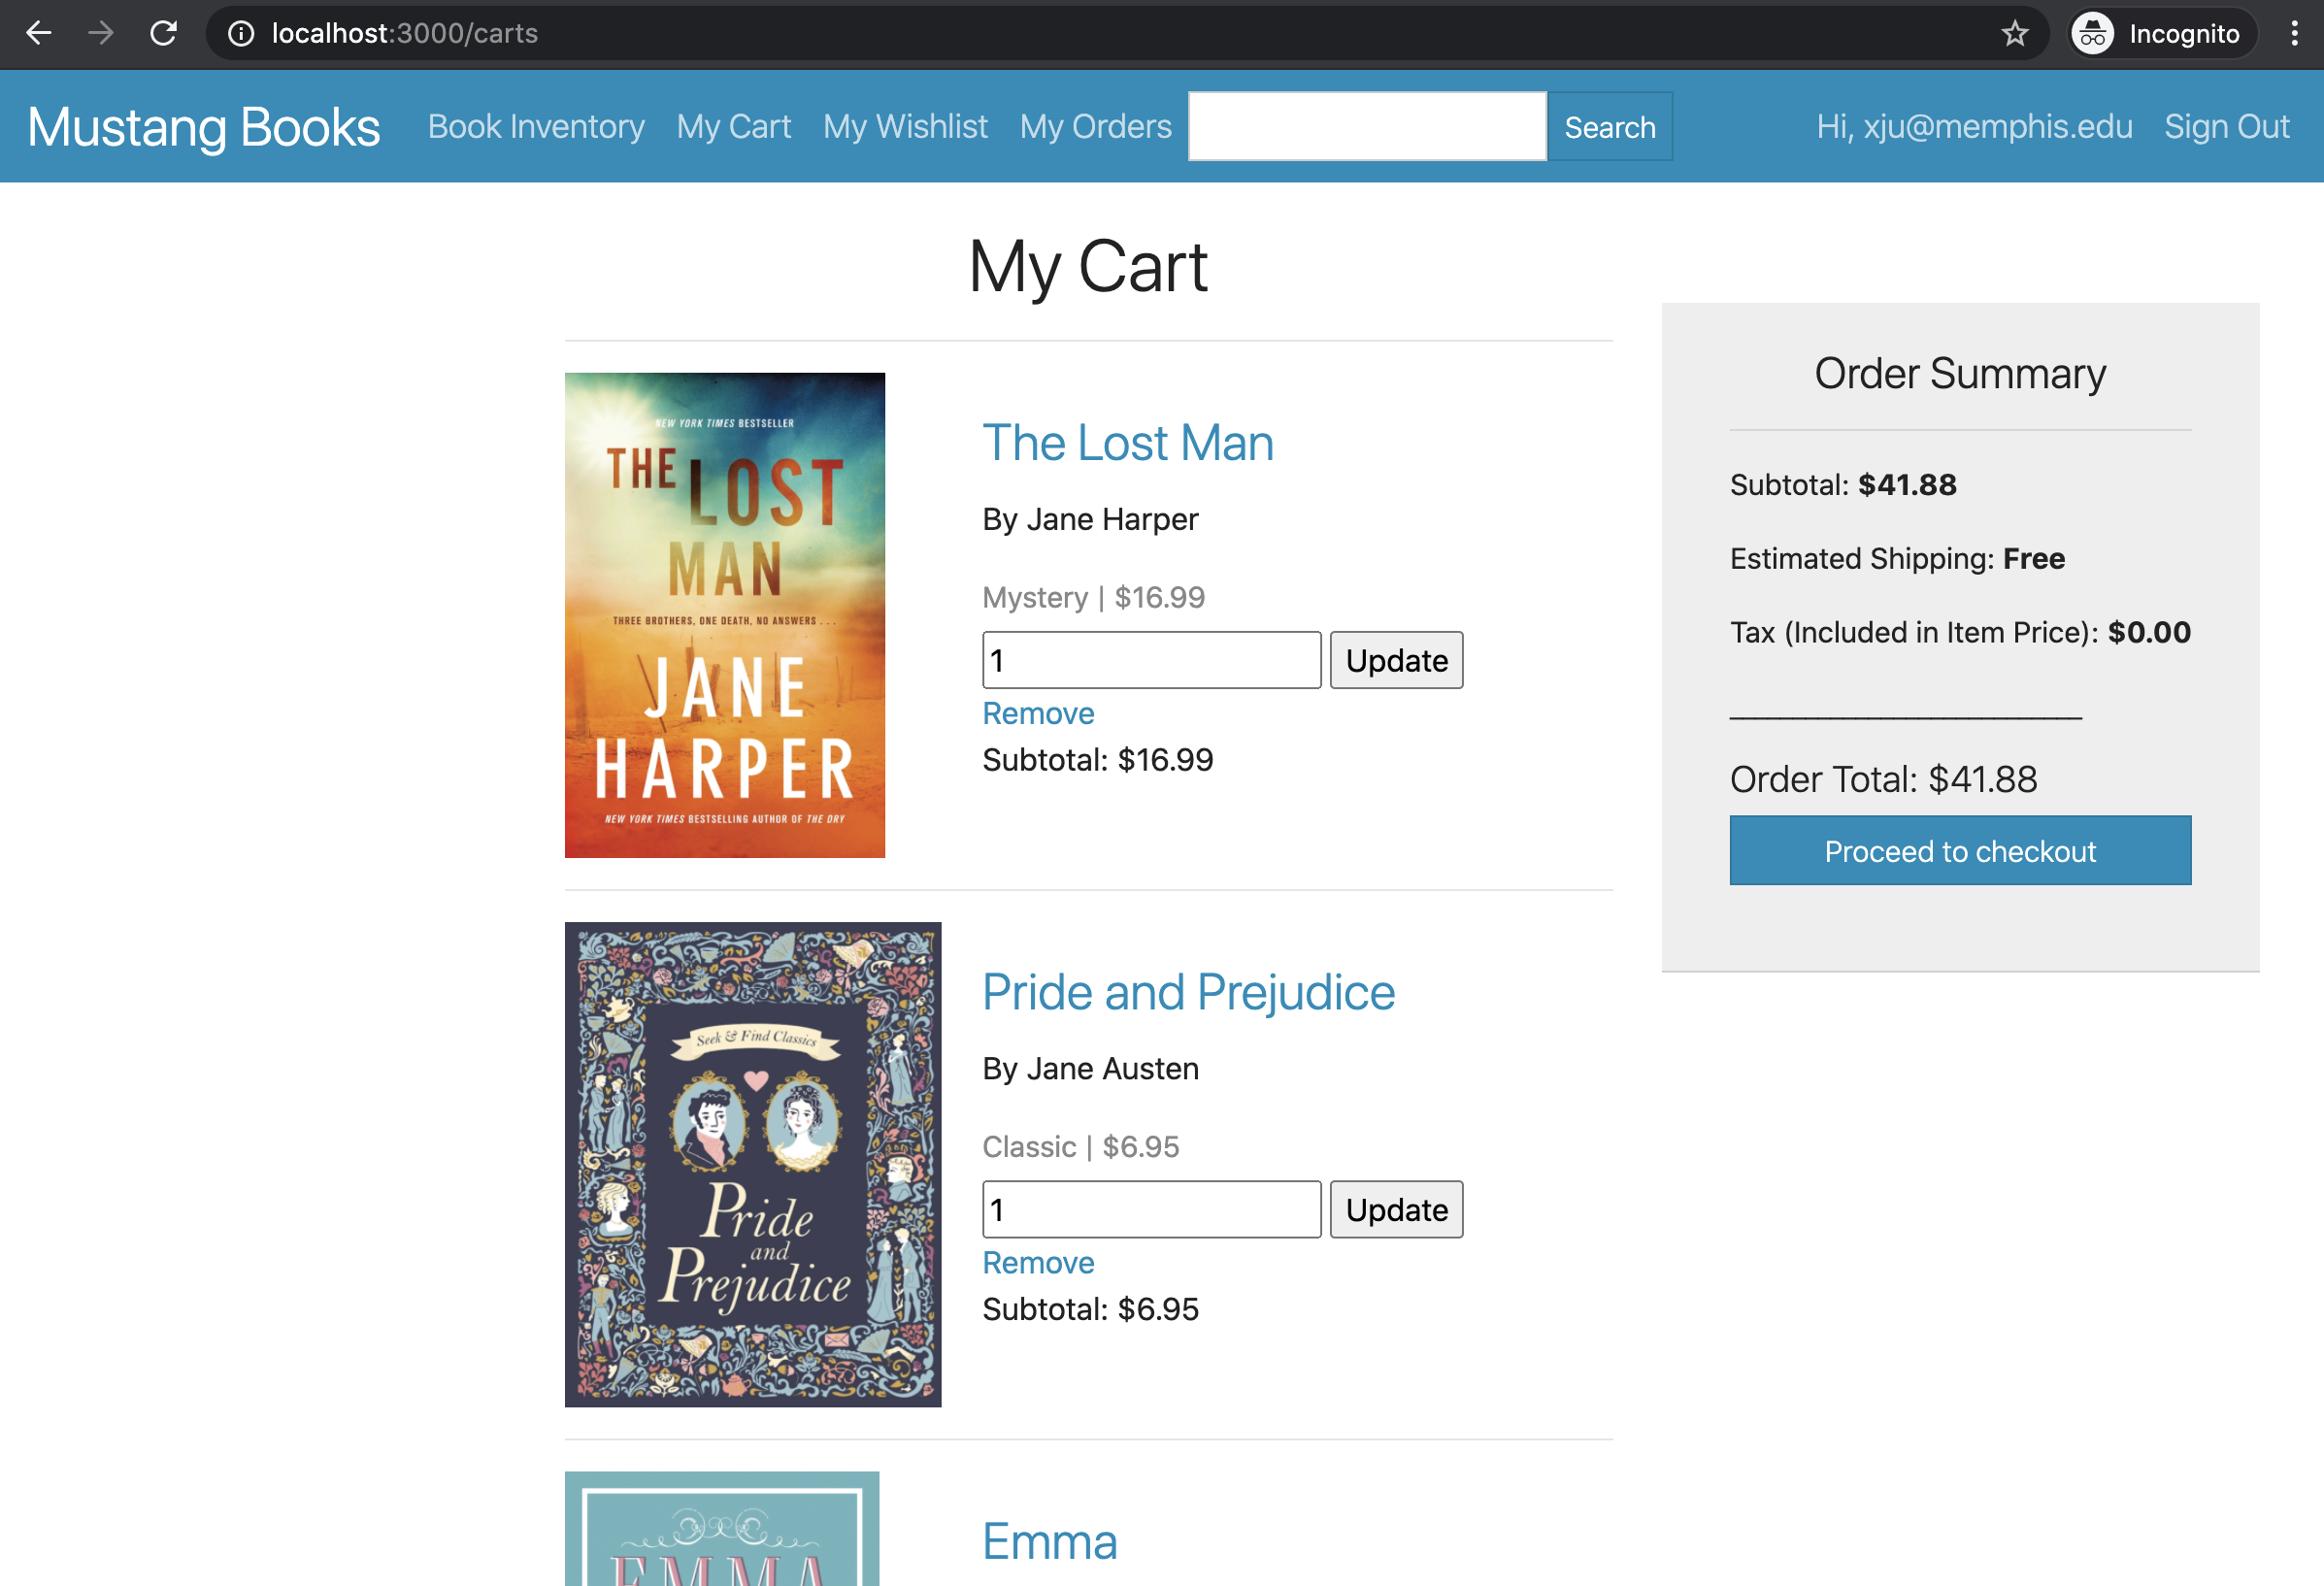 localhost:3000/carts
Incognito
Mustang Books
Book Inventory
My Cart
My Wishlist
My Orders
Search
Hi, xju@memphis.edu
Sign Out
My Cart
NEW YORK TIMES BESTSELLER
THE LOST
MAN
THREE BROTHERS, ONE DEATH, NO ANSWERS . . .
JANE
HARPER
NEW YORK TIMES BESTSELLING AUTHOR OF THE DRY
The Lost Man
By Jane Harper
Mystery | $16.99
1
Update
Remove
Subtotal: $16.99
Seek & Find Classics
Pride
and
Prejudice
Pride and Prejudice
By Jane Austen
Classic | $6.95
1
Update
Remove
Subtotal: $6.95
EMMA
Emma
Order Summary
Subtotal: $41.88
Estimated Shipping: Free
Tax (Included in Item Price): $0.00
Order Total: $41.88
Proceed to checkout